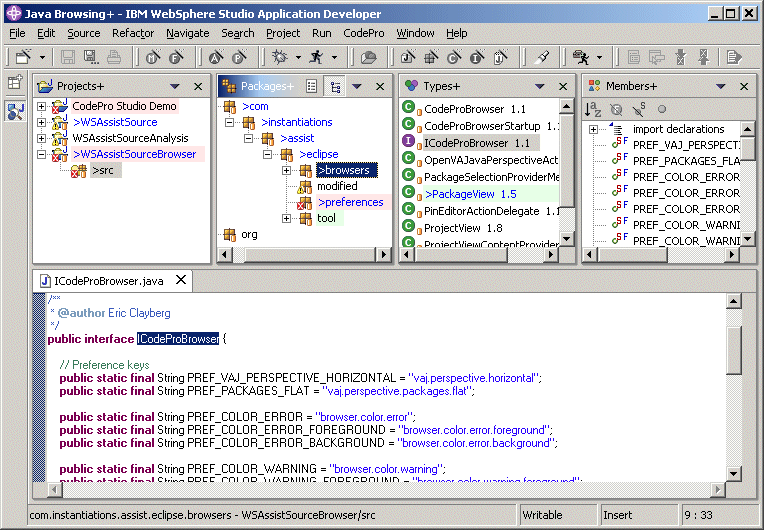 Java Browsing+ - IBM WebSphere Studio Application Developer
File Edit Source Refactor Navigate Search Project Run CodePro Window Help
Projects+
CodePro Studio Demo
>WSAssistSource
WSAssistSourceAnalysis
>WSAssistSourceBrowser
>src
Packages+
>com
>instantiations
>assist
>eclipse
>browsers
modified
>preferences
tool
org
Types+
CodeProBrowser 1.1
CodeProBrowserStartup 1.3
ICodeProBrowser 1.1
OpenVAJavaPerspectiveAct
PackageSelectionProviderMe
>PackageView 1.5
PinEditorActionDelegate 1.10
ProjectView 1.8
ProjectViewContentProvider
Members+
import declarations
PREF_VAJ_PERSPECTI
PREF_PACKAGES_FLA
PREF_COLOR_ERROR
PREF_COLOR_ERROR
PREF_COLOR_ERROR
PREF_COLOR_WARNI
PREF_COLOR_WARNI
ICodeProBrowser.java
/**
* @author Eric Clayberg
*/
public interface ICodeProBrowser {
// Preference keys
public static final String PREF_VAJ_PERSPECTIVE_HORIZONTAL = "vaj.perspective.horizontal";
public static final String PREF_PACKAGES_FLAT = "vaj.perspective.packages.flat";
public static final String PREF_COLOR_ERROR = "browser.color.error";
public static final String PREF_COLOR_ERROR_FOREGROUND = "browser.color.error.foreground";
public static final String PREF_COLOR_ERROR_BACKGROUND = "browser.color.error.background";
public static final String PREF_COLOR_WARNING = "browser.color.warning";
public static final String PREF_COLOR_WARNING_FOREGROUND = "browser.color.warning.foreground";
com.instantiations.assist.eclipse.browsers - WSAssistSourceBrowser/src Writable Insert 9 : 33